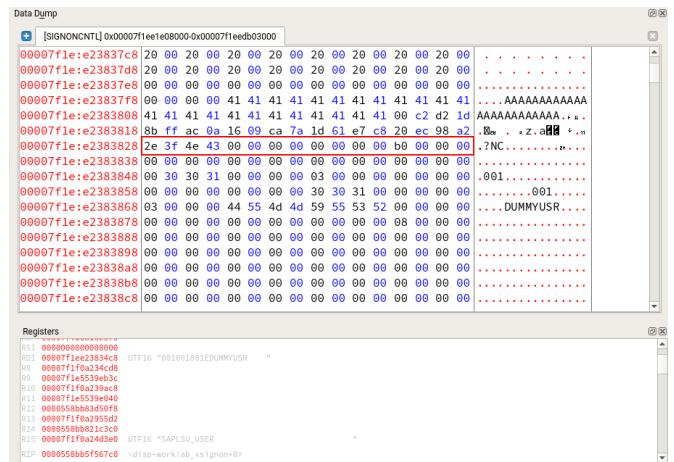 Data Dump
[SIGNONCNTL] 0x00007f1ee1e08000-0x00007f1eedb03000
00007f1e:e23837c8 20 00 20 00 20 00 20 00 20 00 20 00 20 00 20 00 . . . . . . . .
00007f1e:e23837d8 20 00 20 00 20 00 20 00 20 00 20 00 20 00 20 00 . . . . . . . .
00007f1e:e23837e8 00 00 00 00 00 00 00 00 00 00 00 00 00 00 00 00 ................
00007f1e:e23837f8 00 00 00 00 41 41 41 41 41 41 41 41 41 41 41 41 ....AAAAAAAAAAAA
00007f1e:e2383808 41 41 41 41 41 41 41 41 41 41 41 41 00 c2 d2 1d AAAAAAAAAAAA.
00007f1e:e2383818 8b ff ac 0a 16 09 ca 7a 1d 61 e7 c8 20 ec 98 a2 .z.a
00007f1e:e2383828 2e 3f 4e 43 00 00 00 00 00 00 00 00 b0 00 00 00 .?NC........
00007f1e:e2383838 00 00 00 00 00 00 00 00 00 00 00 00 00 00 00 00 ................
00007f1e:e2383848 00 30 30 31 00 00 00 00 03 00 00 00 00 00 00 00 .001............
00007f1e:e2383858 00 00 00 00 00 00 00 00 30 30 31 00 00 00 00 00 ........001.....
00007f1e:e2383868 03 00 00 00 44 55 4d 4d 59 55 53 52 00 00 00 00 ....DUMMYUSR....
00007f1e:e2383878 00 00 00 00 00 00 00 00 00 00 00 00 08 00 00 00 ................
00007f1e:e2383888 00 00 00 00 00 00 00 00 00 00 00 00 00 00 00 00 ................
00007f1e:e2383898 00 00 00 00 00 00 00 00 00 00 00 00 00 00 00 00 ................
00007f1e:e23838a8 00 00 00 00 00 00 00 00 00 00 00 00 00 00 00 00 ................
00007f1e:e23838b8 00 00 00 00 00 00 00 00 00 00 00 00 00 00 00 00 ................
00007f1e:e23838c8 00 00 00 00 00 00 00 00 00 00 00 00 00 00 00 00 ................
Registers
RSI 0000000000000000
RDI 00007f1ee23834c8 UTF16 "001001001EDUMMYUSR "
R8 00007f1f0a234cd8
R9 00007f1e5539eb3c
R10 00007f1f0a239ac8
R11 00007f1e5539e040
R12 0000558bb83d50f8
R13 00007f1f0a2955d2
R14 0000558bb821c3c0
R15 00007f1f0a24d3e0 UTF16 "SAPLSU_USER "
RIP 0000558bb5f567c0 <disp+work!ab_xsignon+0>